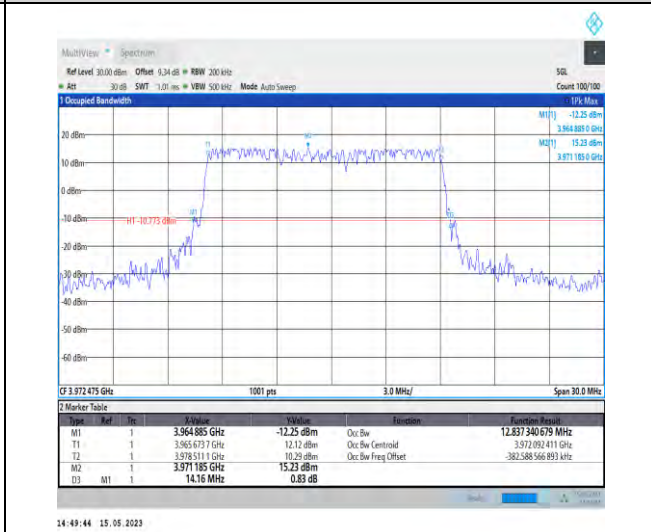 MultiView Spectrum
Ref Level 30.00 dBm Offset 9.34 dB RBW 200 kHz SGL
Att 30 dB SWT 1.01 ms VBW 500 kHz Mode Auto Sweep Count 100/100
1 Occupied Bandwidth 1Pk Max
M1[1] -12.25 dBm
3.964 885 0 GHz
M2[1] 15.23 dBm
3.971 185 0 GHz
20 dBm
T1 M2
10 dBm
0 dBm
M1
-10 dBm H1 -10.773 dBm
-20 dBm
-30 dBm
-40 dBm
-50 dBm
-60 dBm
CF 3.972 475 GHz 1001 pts 3.0 MHz/ Span 30.0 MHz
2 Marker Table
Type Ref Trc X-Value Y-Value Function Function Result
M1 1 3.964 885 GHz -12.25 dBm Occ Bw 12.837 340 679 MHz
T1 1 3.965 673 7 GHz 12.12 dBm Occ Bw Centroid 3.972 092 411 GHz
T2 1 3.978 511 1 GHz 10.29 dBm Occ Bw Freq Offset -382.588 566 893 kHz
M2 1 3.971 185 GHz 15.23 dBm
D3 M1 1 14.16 MHz 0.83 dB
14:49:44 15.05.2023